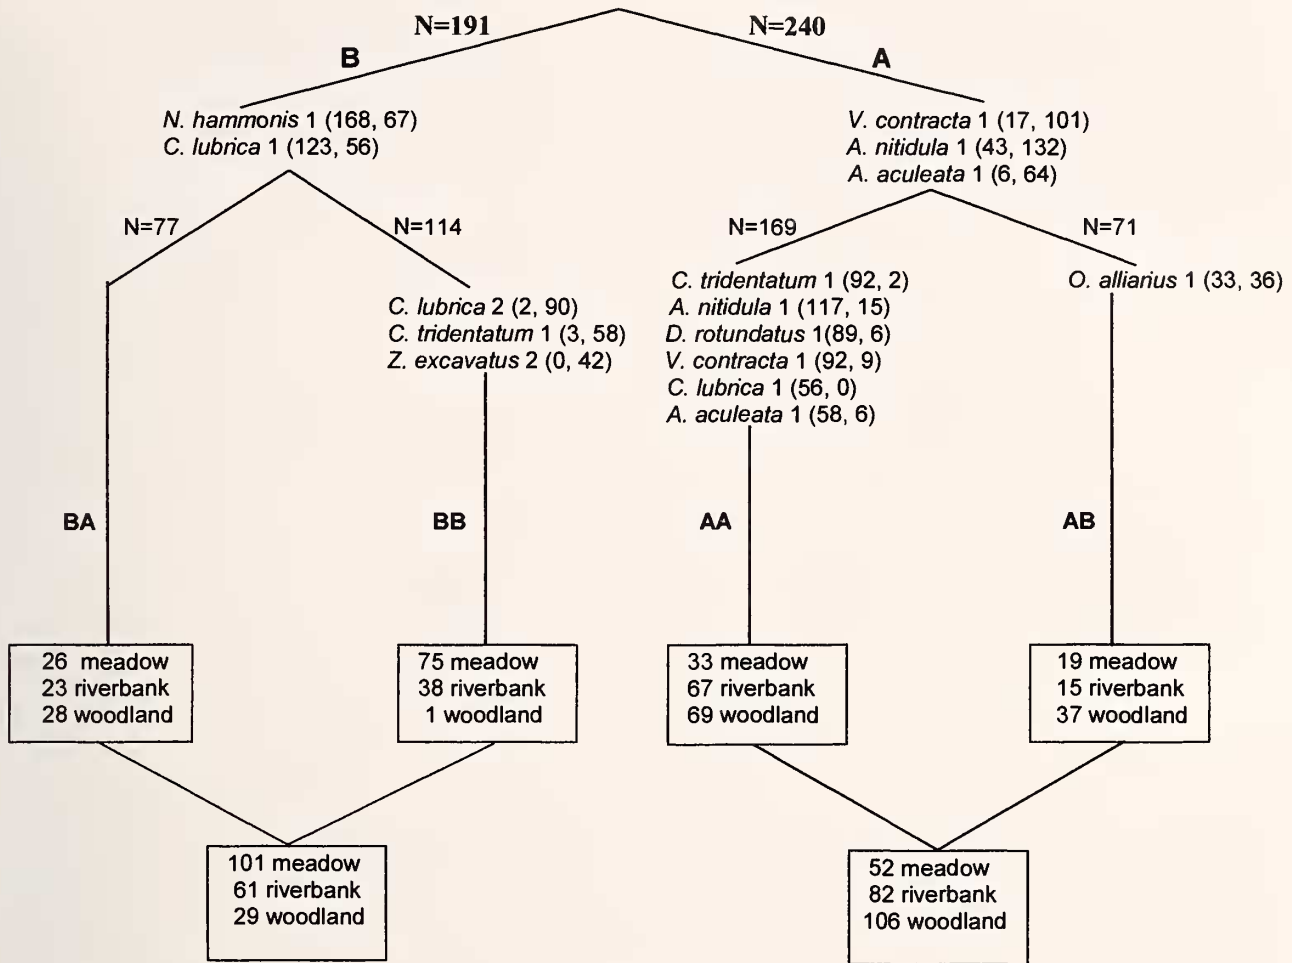 N=191
N=240
B
A
N. hammonis 1 (168, 67)
C. lubrica 1 (123, 56)
V. contracta 1 (17, 101)
A. nitidula 1 (43, 132)
A. aculeata 1 (6, 64)
N=77
N=114
N=169
N=71
C. lubrica 2 (2, 90)
C. tridentatum 1 (3, 58)
Z. excavatus 2 (0, 42)
C. tridentatum 1 (92, 2)
A. nitidula 1 (117, 15)
D. rotundatus 1(89, 6)
V. contracta 1 (92, 9)
C. lubrica 1 (56, 0)
A. aculeata 1 (58, 6)
O. alliarius 1 (33, 36)
BA
BB
AA
AB
26 meadow
23 riverbank
28 woodland
75 meadow
38 riverbank
1 woodland
33 meadow
67 riverbank
69 woodland
19 meadow
15 riverbank
37 woodland
101 meadow
61 riverbank
29 woodland
52 meadow
82 riverbank
106 woodland